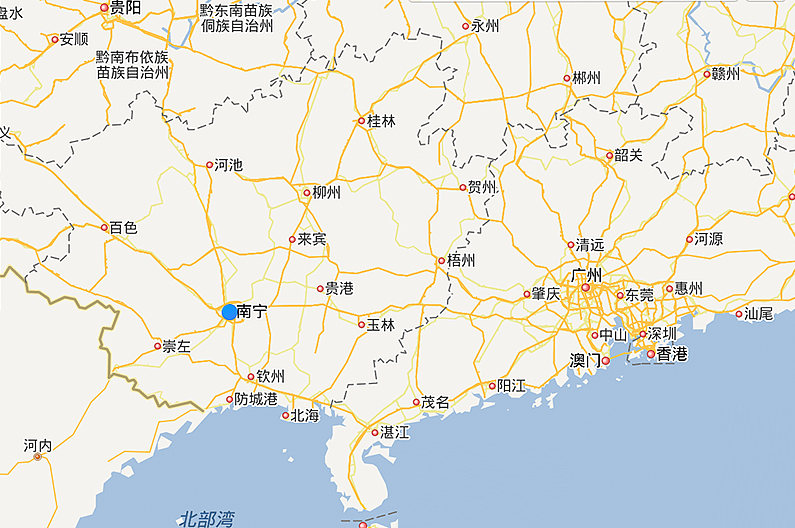 盘水
贵阳
黔东南苗族
侗族自治州
永州
安顺
黔南布依族
苗族自治州
郴州
赣州
桂林
义
河池
韶关
柳州
贺州
百色
来宾
清远
河源
梧州
广州
贵港
肇庆
东莞
惠州
南宁
玉林
汕尾
崇左
中山
深圳
澳门
香港
钦州
阳江
防城港
茂名
北海
湛江
河内
北部湾